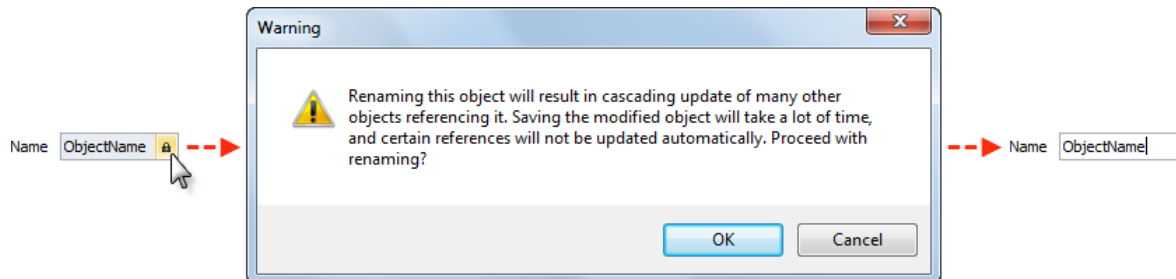 Warning
Renaming this object will result in cascading update of many other
objects referencing it. Saving the modified object will take a lot of time,
and certain references will not be updated automatically. Proceed with
renaming?
Name ObjectName
Name ObjectName
OK Cancel